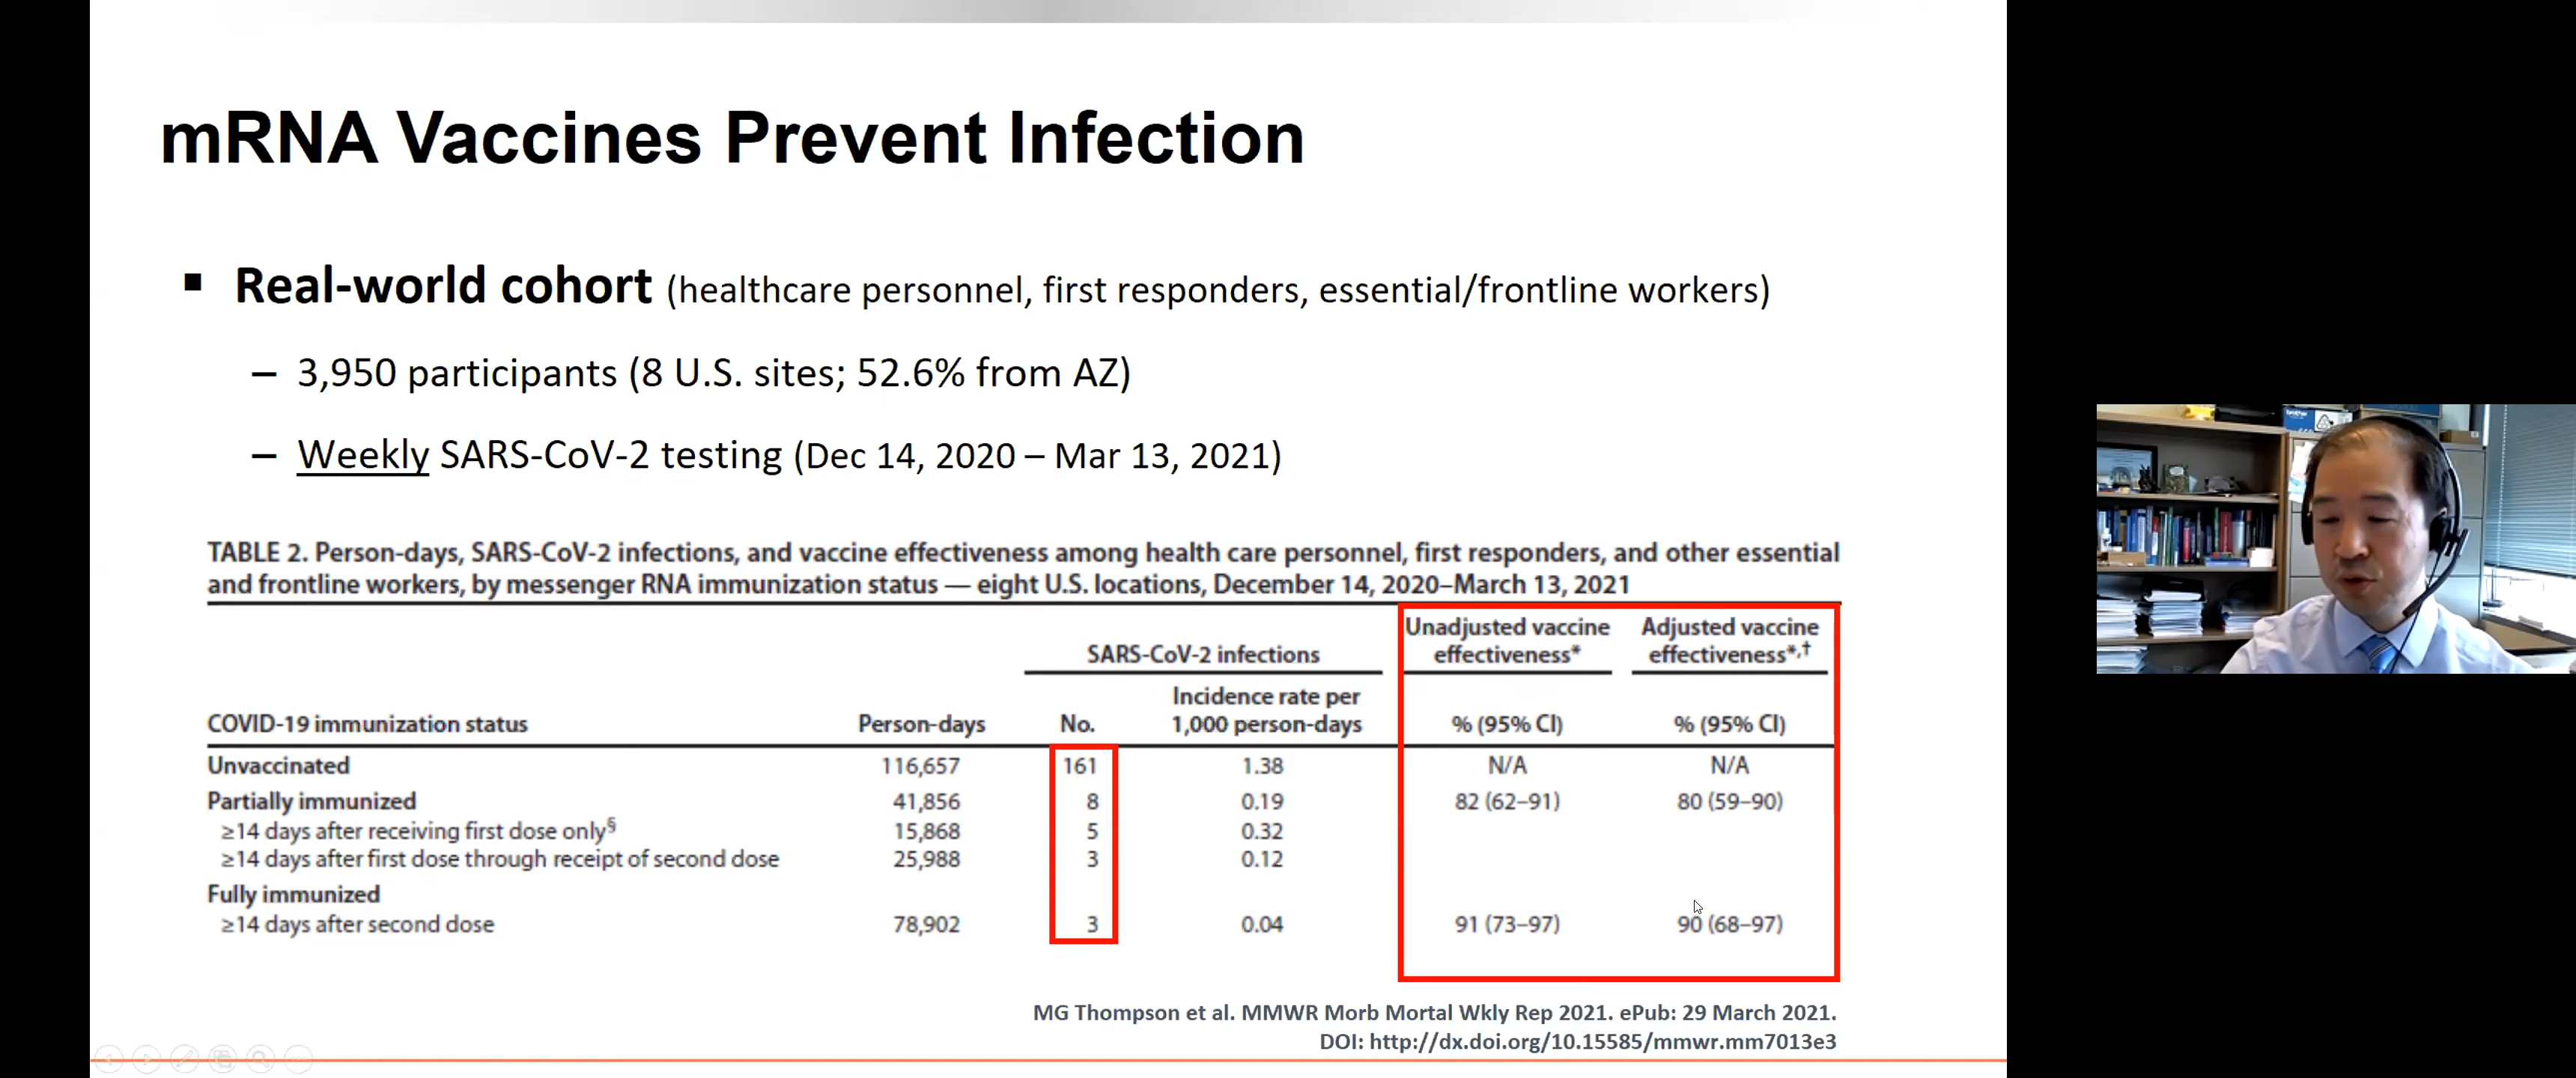 mRNA Vaccines Prevent Infection
▪ Real-world cohort (healthcare personnel, first responders, essential/frontline workers)
– 3,950 participants (8 U.S. sites; 52.6% from AZ)
– Weekly SARS-CoV-2 testing (Dec 14, 2020 – Mar 13, 2021)
TABLE 2. Person-days, SARS-CoV-2 infections, and vaccine effectiveness among health care personnel, first responders, and other essential
and frontline workers, by messenger RNA immunization status — eight U.S. locations, December 14, 2020–March 13, 2021
Unadjusted vaccine Adjusted vaccine
SARS-CoV-2 infections effectiveness* effectiveness*,†
Incidence rate per
COVID-19 immunization status Person-days No. 1,000 person-days % (95% CI) % (95% CI)
Unvaccinated 116,657 161 1.38 N/A N/A
Partially immunized 41,856 8 0.19 82 (62–91) 80 (59–90)
≥14 days after receiving first dose only§ 15,868 5 0.32
≥14 days after first dose through receipt of second dose 25,988 3 0.12
Fully immunized
≥14 days after second dose 78,902 3 0.04 91 (73–97) 90 (68–97)
MG Thompson et al. MMWR Morb Mortal Wkly Rep 2021. ePub: 29 March 2021.
DOI: http://dx.doi.org/10.15585/mmwr.mm7013e3